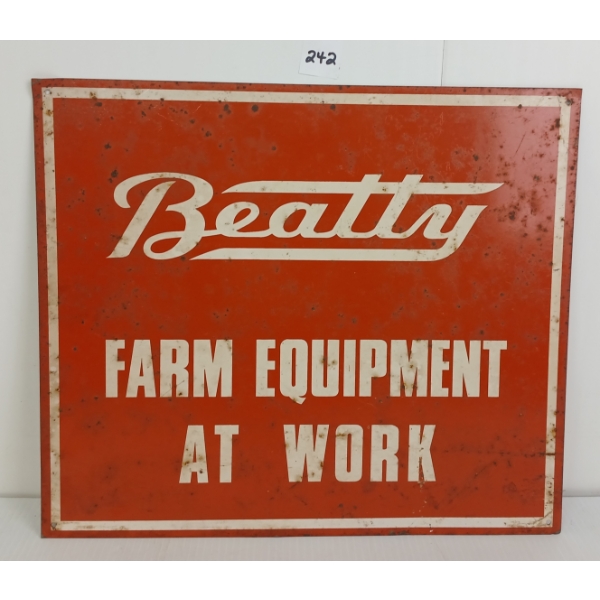 242
Beatty
FARM EQUIPMENT
AT WORK